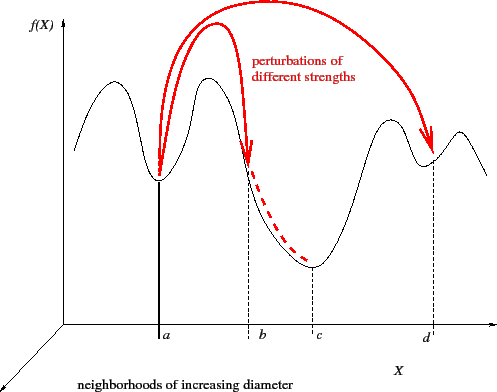 f(X)
perturbations of
different strengths
a
b
c
d
X
neighborhoods of increasing diameter